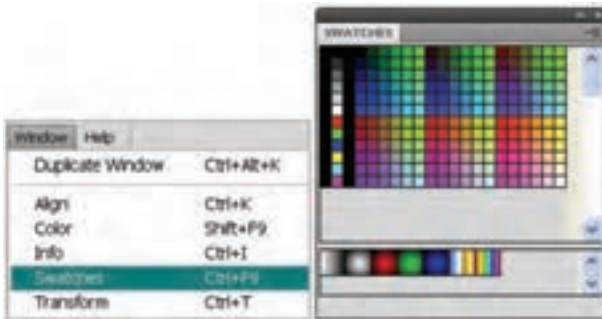 Window Help
Duplicate Window Ctrl+Alt+K
Align Ctrl+K
Color Shift+F9
Info Ctrl+I
Swatches Ctrl+F9
Transform Ctrl+T
SWATCHES